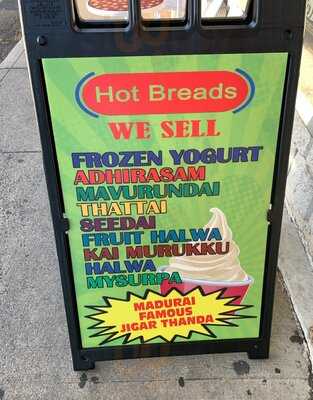 Hot Breads
WE SELL
FROZEN YOGURT
ADHIRASAM
MAVURUNDAI
THATTAI
SEEDAI
FRUIT HALWA
KAI MURUKKU
HALWA
MYSURPA
MADURAI
FAMOUS
JIGAR THANDA